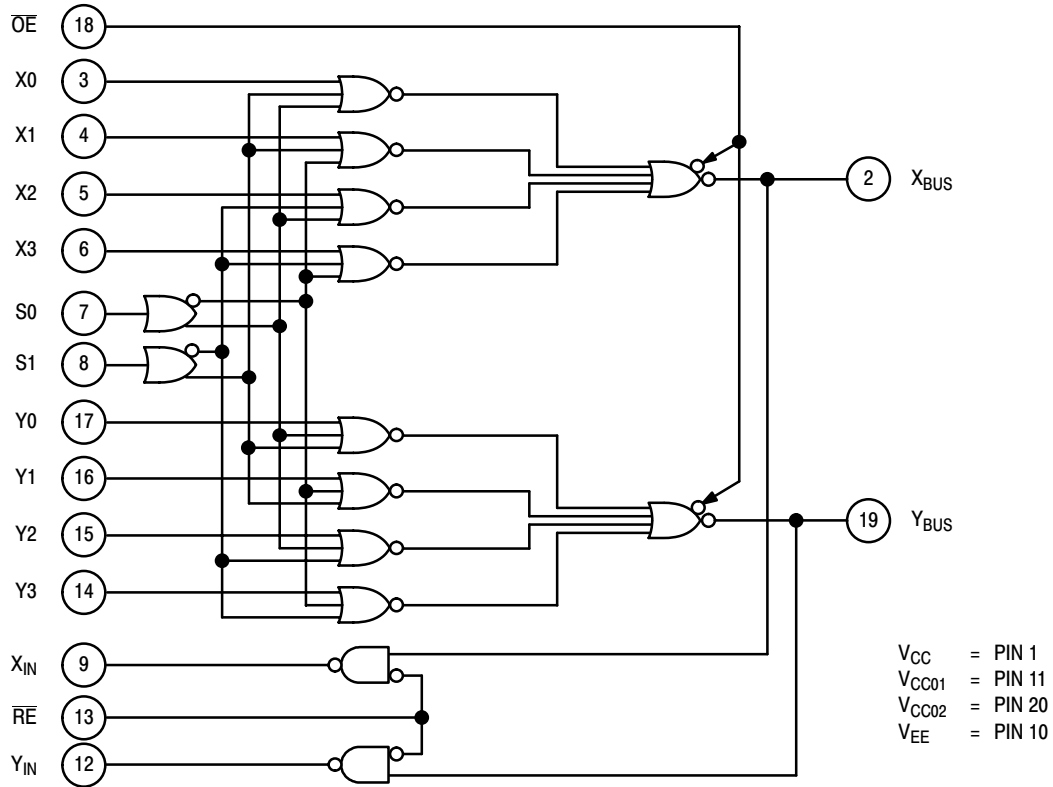 O̅E̅ 18
X0 3
X1 4
X2 5
X3 6
S0 7
S1 8
Y0 17
Y1 16
Y2 15
Y3 14
XIN 9
R̅E̅ 13
YIN 12
2 XBUS
19 YBUS
VCC = PIN 1
VCC01 = PIN 11
VCC02 = PIN 20
VEE = PIN 10